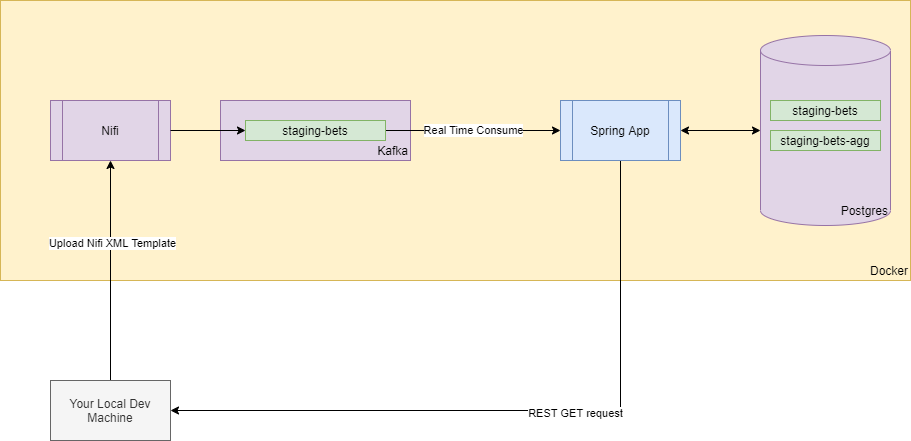 staging-bets
Nifi
staging-bets
Real Time Consume
Spring App
staging-bets-agg
Kafka
Postgres
Upload Nifi XML Template
Docker
Your Local Dev
Machine
REST GET request